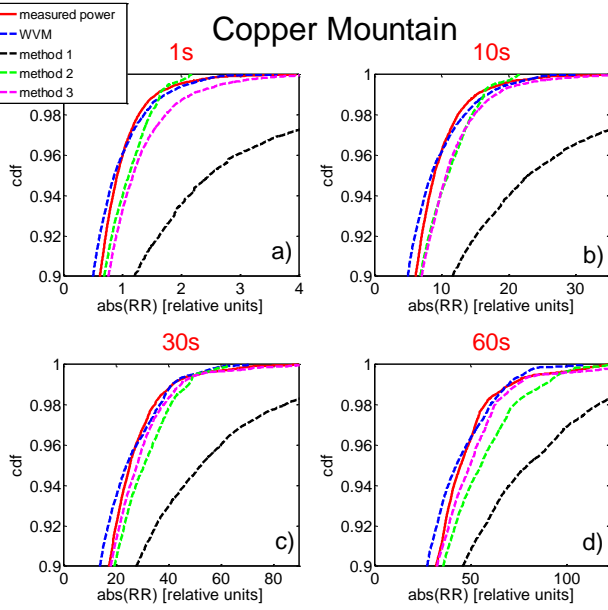 Copper Mountain
measured power
WVM
method 1
method 2
method 3
1s
0.98
0.96
0.94
0.92
0.9
cdf
0 1 2 3 4
abs(RR) [relative units]
a)
10s
1
0.98
0.96
0.94
0.92
0.9
cdf
0 10 20 30
abs(RR) [relative units]
b)
30s
1
0.98
0.96
0.94
0.92
0.9
cdf
0 20 40 60 80
abs(RR) [relative units]
c)
60s
1
0.98
0.96
0.94
0.92
0.9
cdf
0 50 100
abs(RR) [relative units]
d)